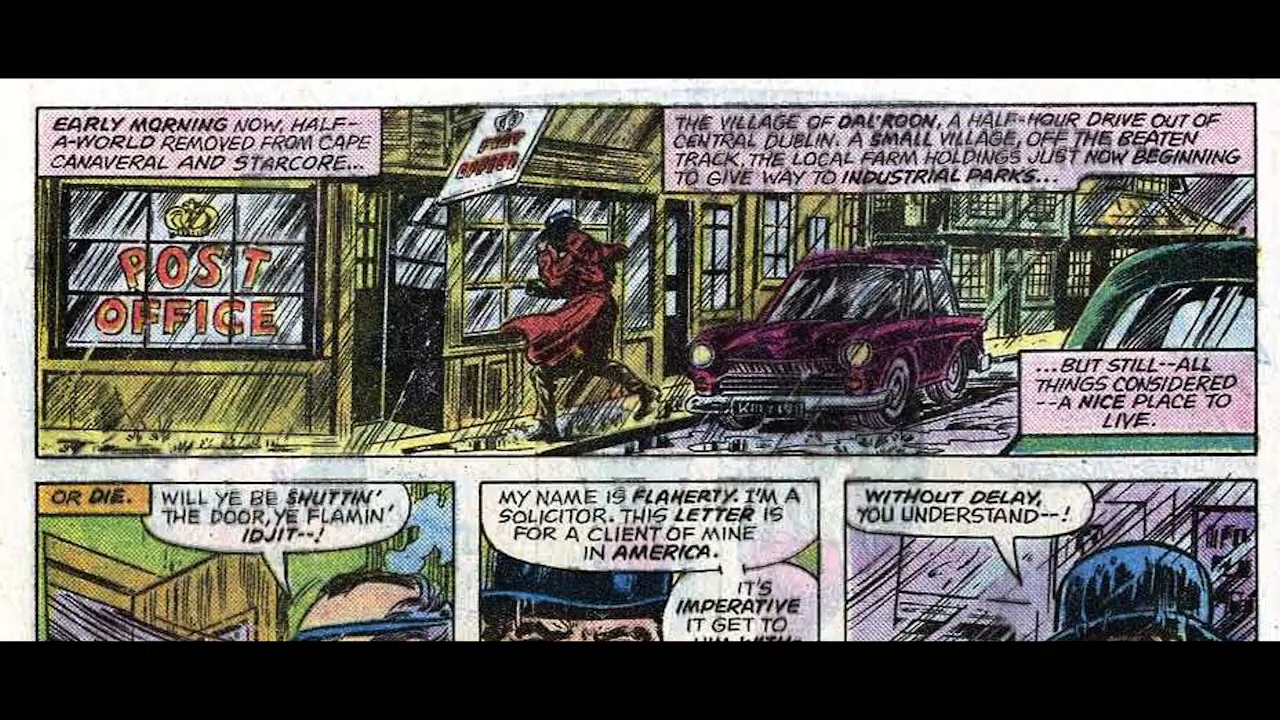 EARLY MORNING NOW, HALF-
A-WORLD REMOVED FROM CAPE
CANAVERAL AND STARCORE...
POST
OFFICE
POST
OFFICE
THE VILLAGE OF DAL'ROON, A HALF-HOUR DRIVE OUT OF
CENTRAL DUBLIN. A SMALL VILLAGE, OFF THE BEATEN
TRACK, THE LOCAL FARM HOLDINGS JUST NOW BEGINNING
TO GIVE WAY TO INDUSTRIAL PARKS...
...BUT STILL--ALL
THINGS CONSIDERED
--A NICE PLACE TO
LIVE.
OR DIE.
WILL YE BE SHUTTIN'
THE DOOR, YE FLAMIN'
IDJIT--!
MY NAME IS FLAHERTY. I'M A
SOLICITOR. THIS LETTER IS
FOR A CLIENT OF MINE
IN AMERICA.
IT'S
IMPERATIVE
IT GET TO
WITHOUT DELAY,
YOU UNDERSTAND--!